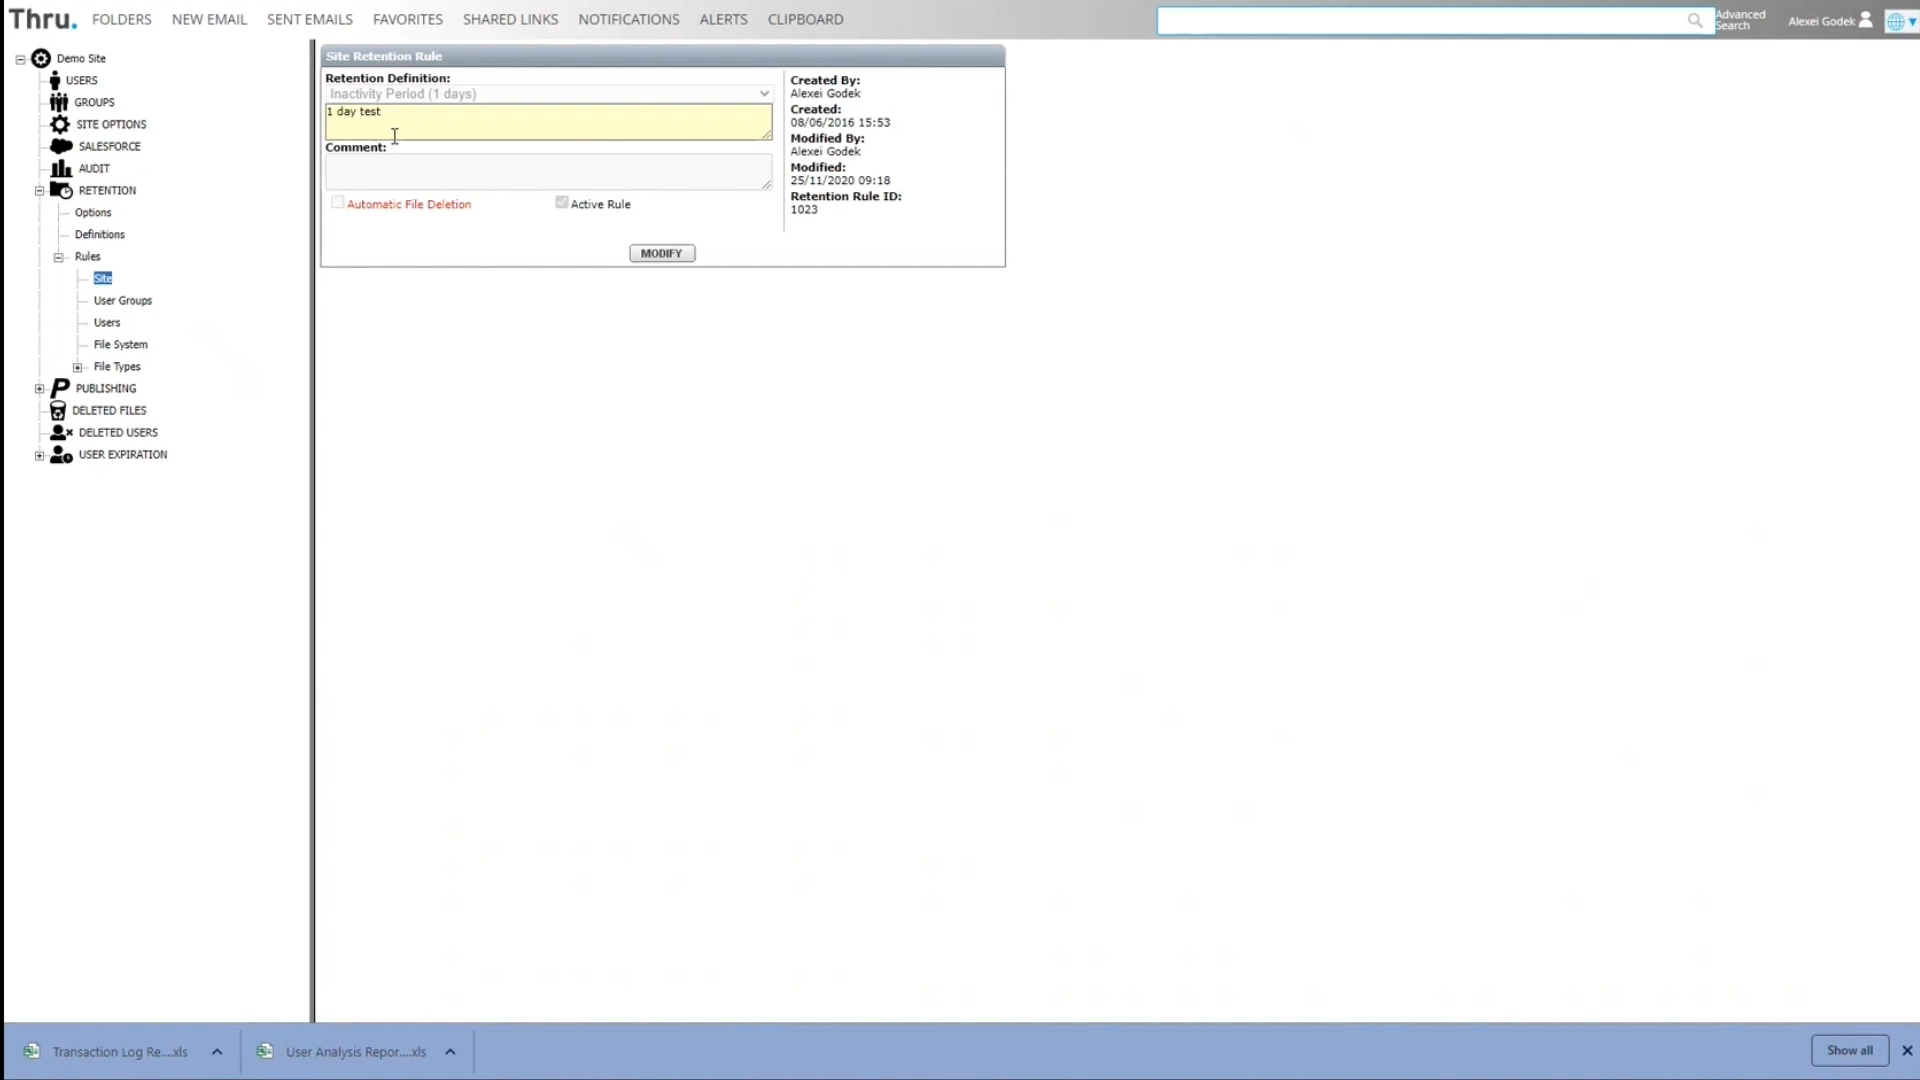 Thru. FOLDERS NEW EMAIL SENT EMAILS FAVORITES SHARED LINKS NOTIFICATIONS ALERTS CLIPBOARD Advanced Search Alexei Godek
Demo Site
USERS
GROUPS
SITE OPTIONS
SALESFORCE
AUDIT
RETENTION
Options
Definitions
Rules
Site
User Groups
Users
File System
File Types
PUBLISHING
DELETED FILES
DELETED USERS
USER EXPIRATION
Site Retention Rule
Retention Definition:
Inactivity Period (1 days)
1 day test
Comment:
Automatic File Deletion Active Rule
Created By:
Alexei Godek
Created:
08/06/2016 15:53
Modified By:
Alexei Godek
Modified:
25/11/2020 09:18
Retention Rule ID:
1023
MODIFY
Transaction Log Re....xls User Analysis Repor....xls Show all